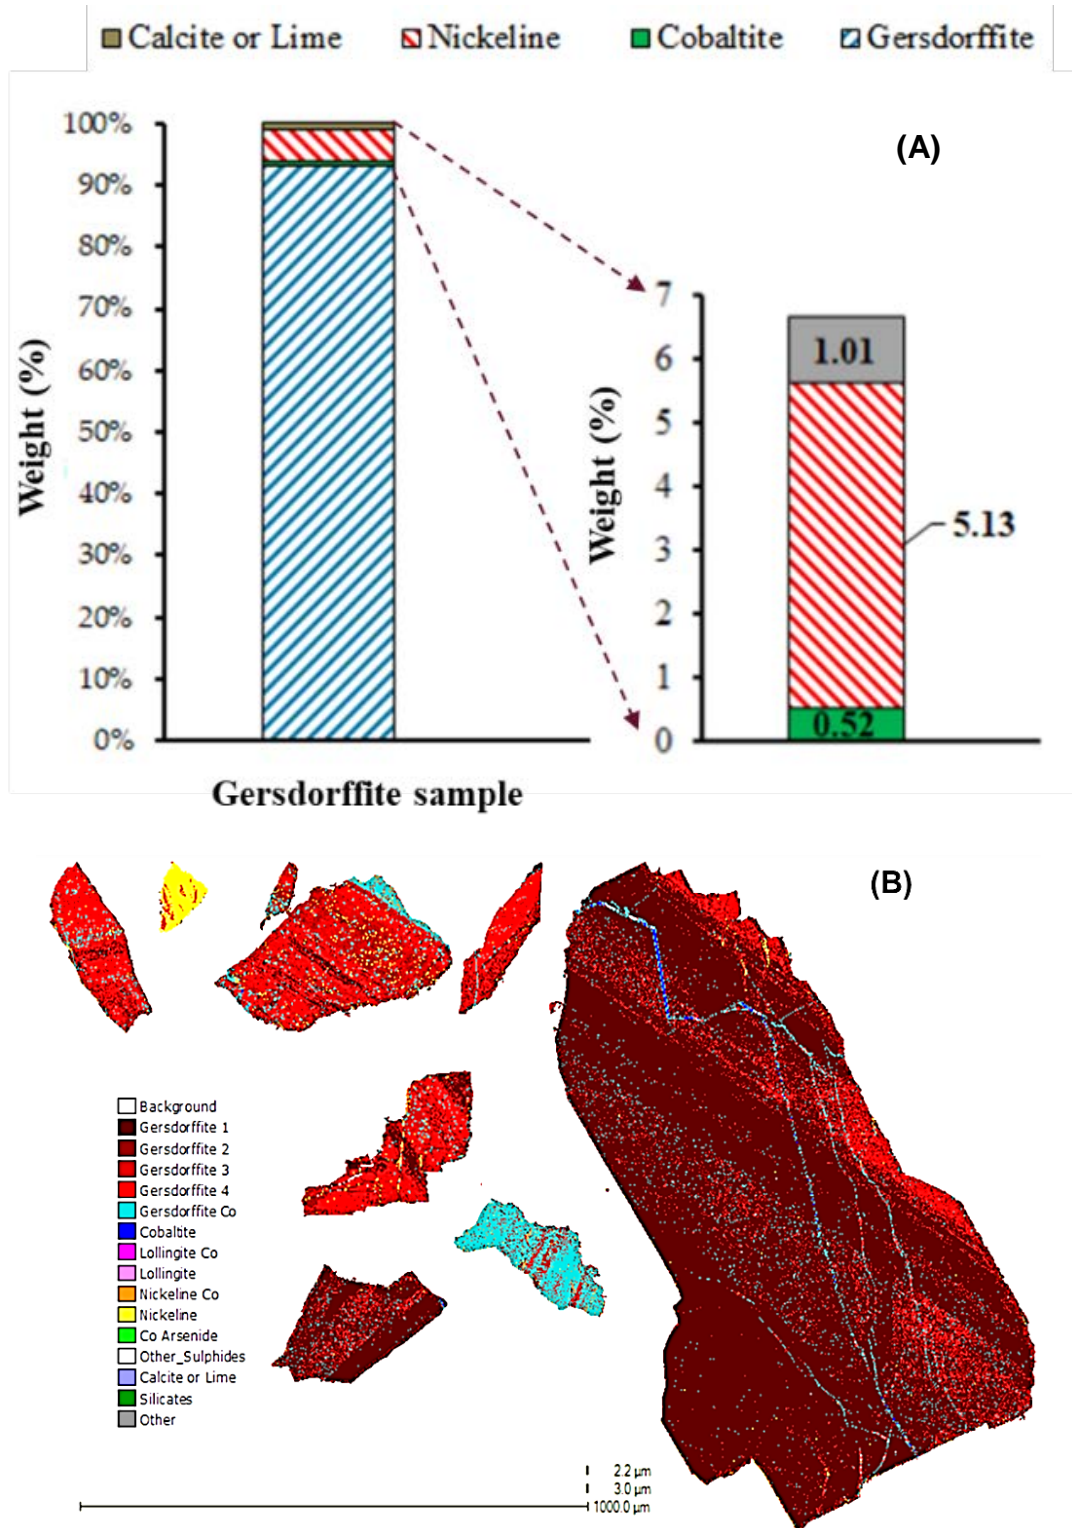 Calcite or Lime Nickeline Cobaltite Gersdorffite
(A)
100%
90%
80%
70%
60%
50%
40%
30%
20%
10%
0%
Weight (%)
Gersdorffite sample
7
6
5
4
3
2
1
0
Weight (%)
1.01
5.13
0.52
(B)
Background
Gersdorffite 1
Gersdorffite 2
Gersdorffite 3
Gersdorffite 4
Gersdorffite Co
Cobaltite
Lollingite Co
Lollingite
Nickeline Co
Nickeline
Co Arsenide
Other_Sulphides
Calcite or Lime
Silicates
Other
2.2 µm
3.0 µm
1000.0 µm